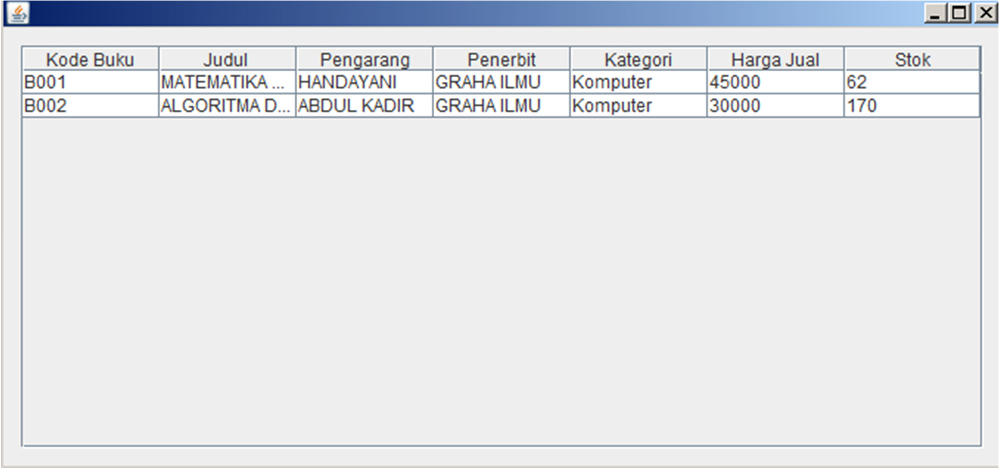 Kode Buku Judul Pengarang Penerbit Kategori Harga Jual Stok
B001 MATEMATIKA ... HANDAYANI GRAHA ILMU Komputer 45000 62
B002 ALGORITMA D... ABDUL KADIR GRAHA ILMU Komputer 30000 170